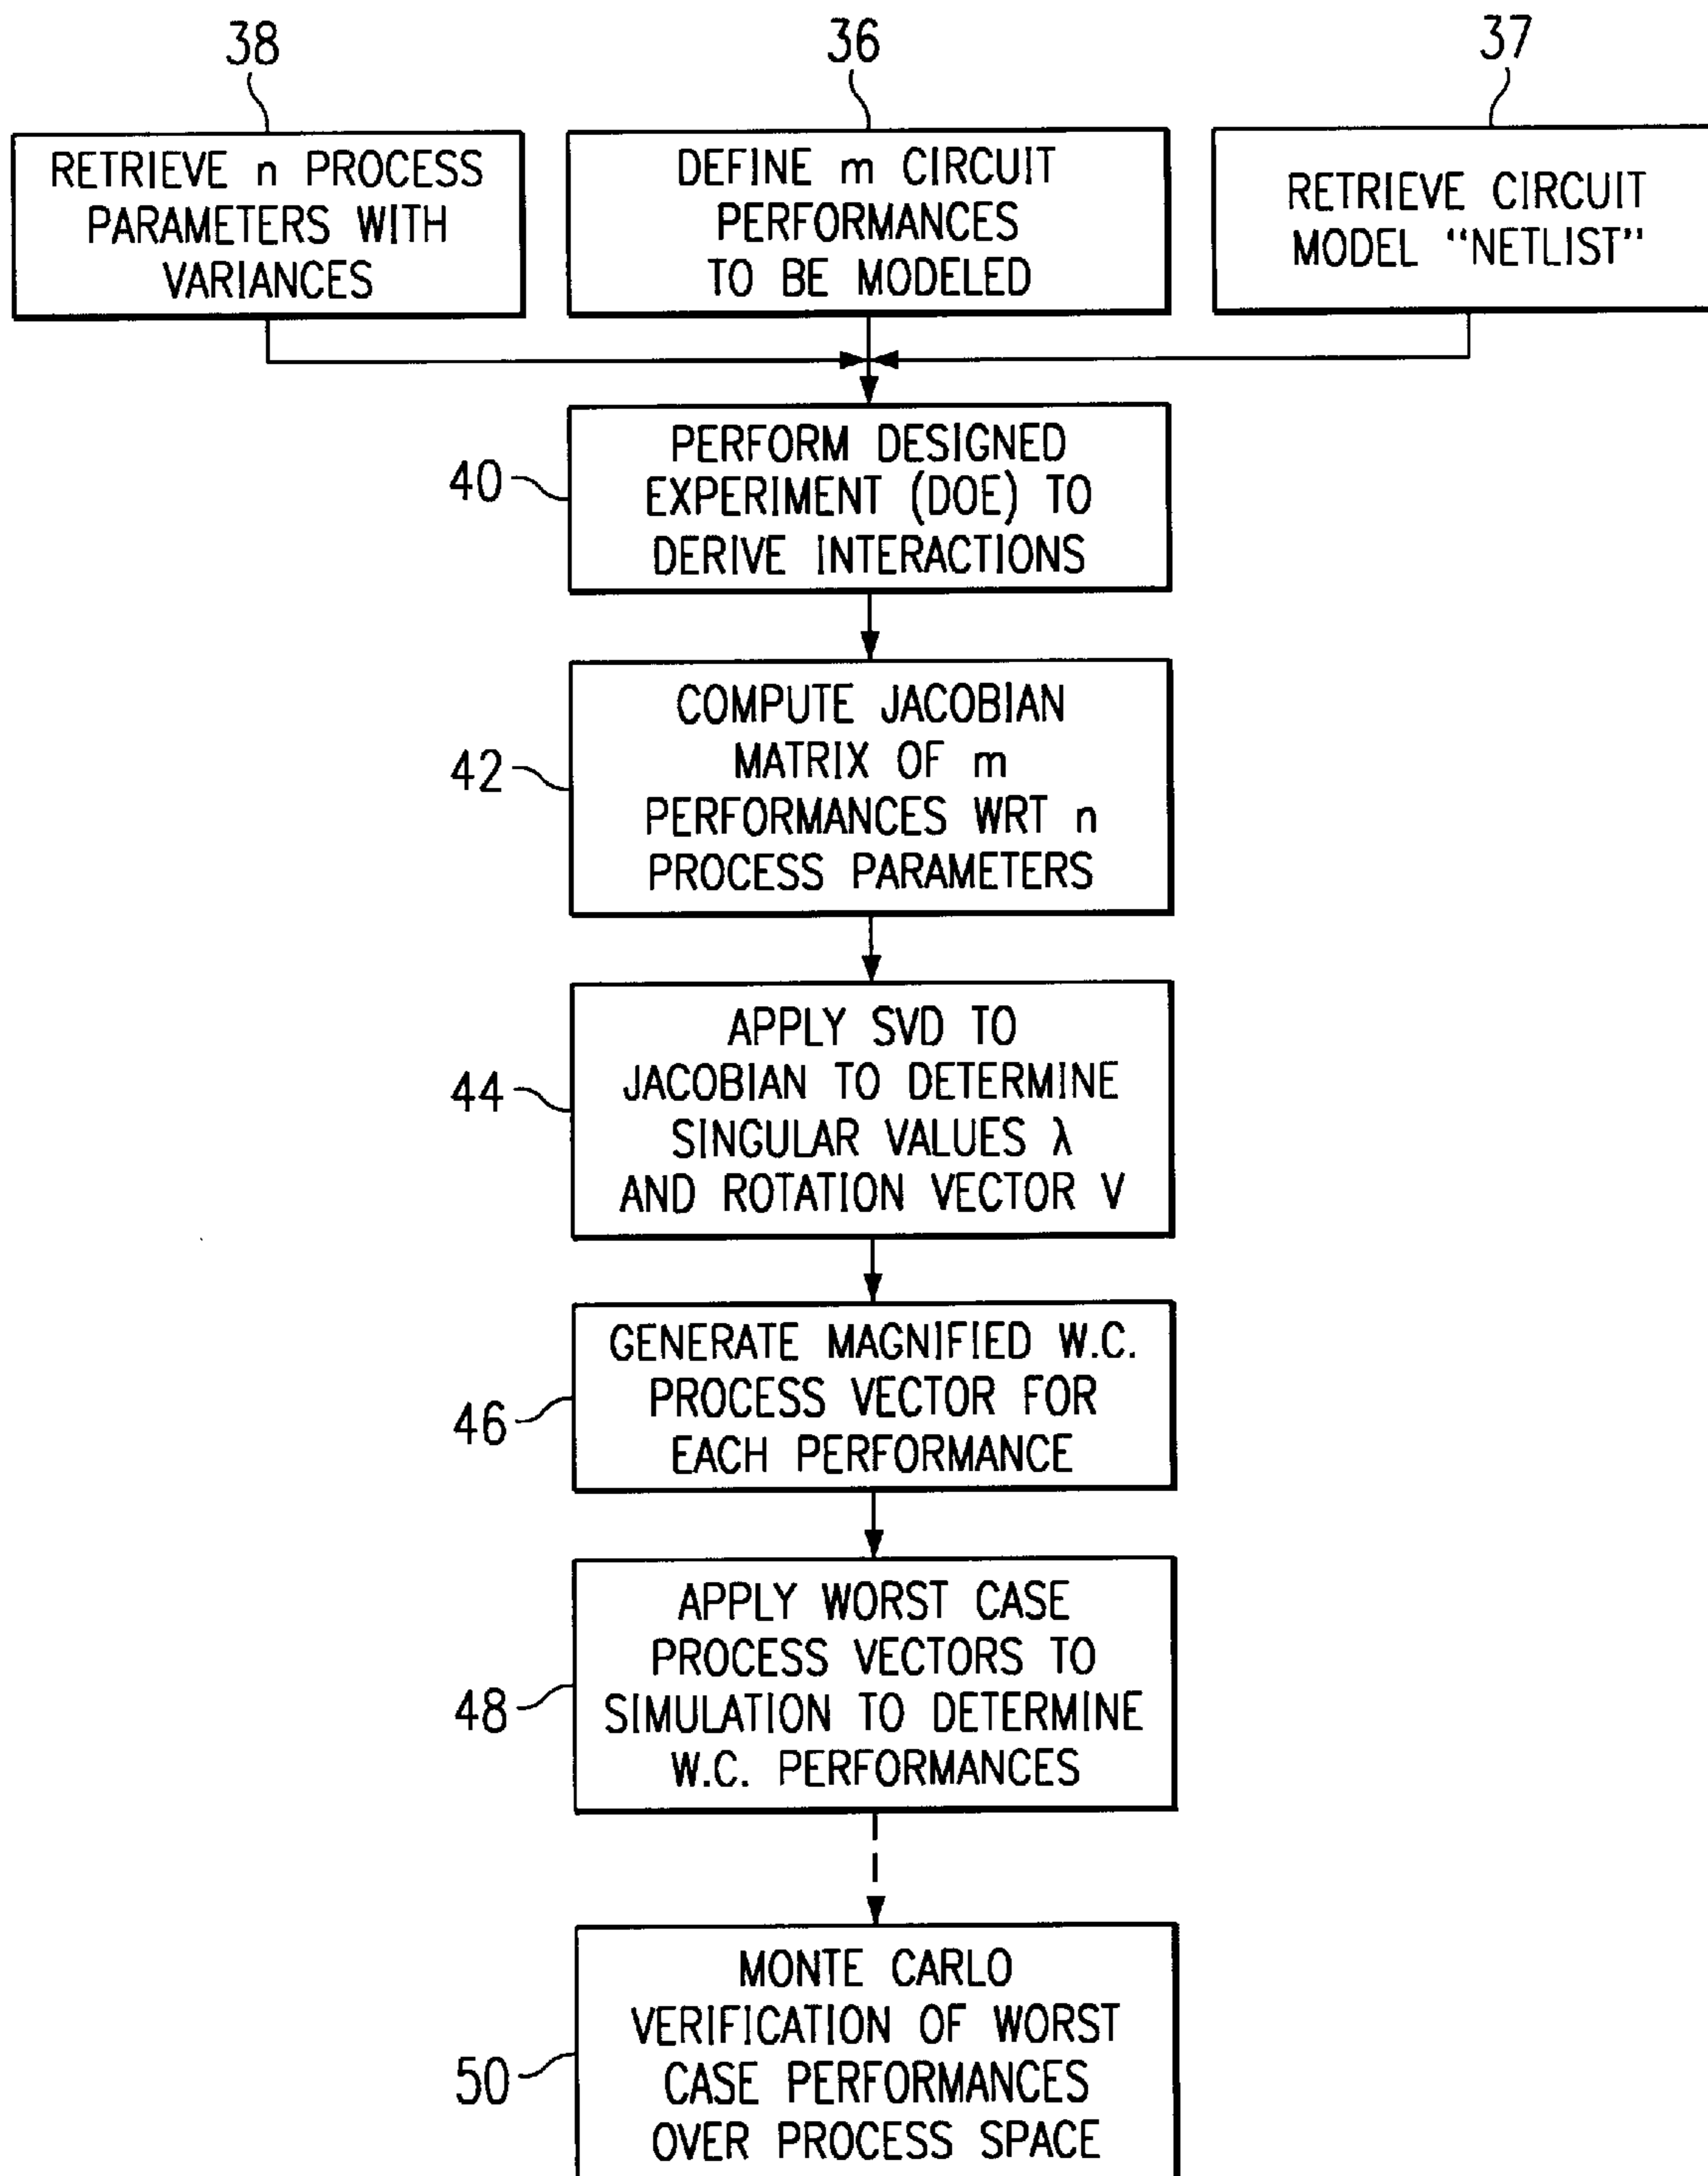 38
36
37
RETRIEVE n PROCESS
PARAMETERS WITH
VARIANCES
DEFINE m CIRCUIT
PERFORMANCES
TO BE MODELED
RETRIEVE CIRCUIT
MODEL “NETLIST”
40
PERFORM DESIGNED
EXPERIMENT (DOE) TO
DERIVE INTERACTIONS
42
COMPUTE JACOBIAN
MATRIX OF m
PERFORMANCES WRT n
PROCESS PARAMETERS
44
APPLY SVD TO
JACOBIAN TO DETERMINE
SINGULAR VALUES λ
AND ROTATION VECTOR V
46
GENERATE MAGNIFIED W.C.
PROCESS VECTOR FOR
EACH PERFORMANCE
48
APPLY WORST CASE
PROCESS VECTORS TO
SIMULATION TO DETERMINE
W.C. PERFORMANCES
50
MONTE CARLO
VERIFICATION OF WORST
CASE PERFORMANCES
OVER PROCESS SPACE